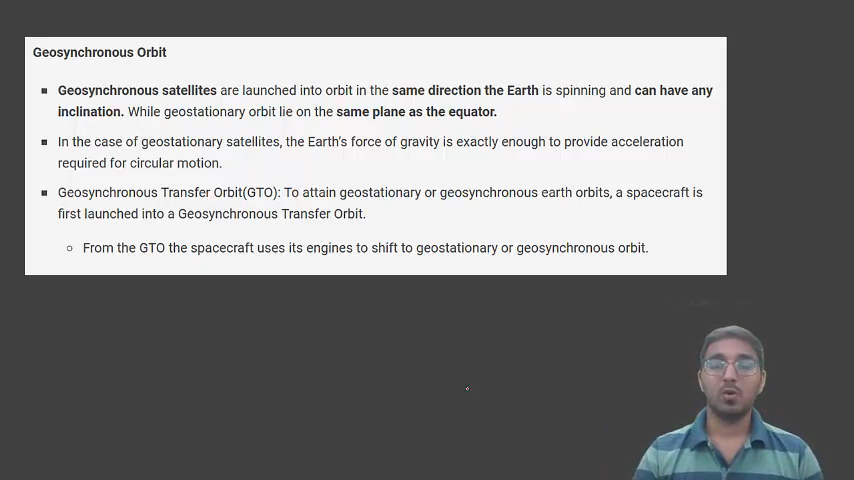 Geosynchronous Orbit
Geosynchronous satellites are launched into orbit in the same direction the Earth is spinning and can have any
inclination. While geostationary orbit lie on the same plane as the equator.
In the case of geostationary satellites, the Earth's force of gravity is exactly enough to provide acceleration
required for circular motion.
Geosynchronous Transfer Orbit(GTO): To attain geostationary or geosynchronous earth orbits, a spacecraft is
first launched into a Geosynchronous Transfer Orbit.
From the GTO the spacecraft uses its engines to shift to geostationary or geosynchronous orbit.